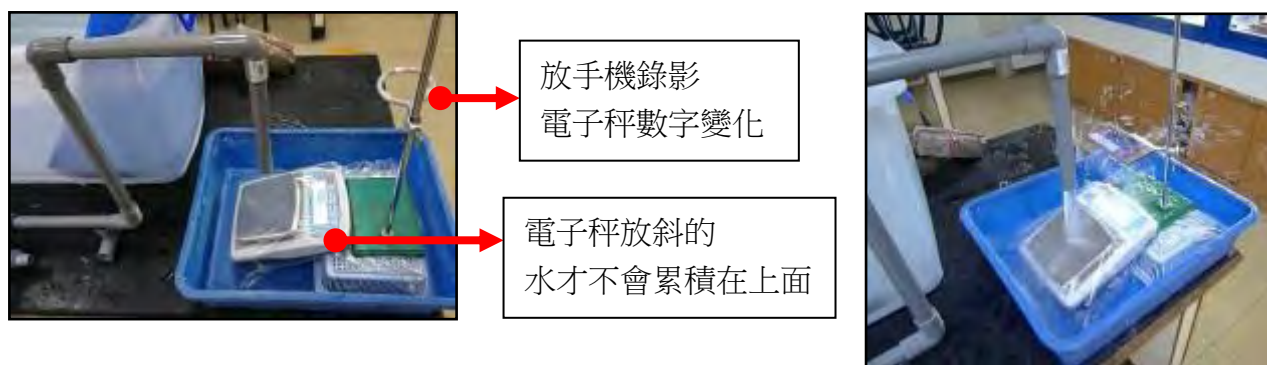 放手機錄影
電子秤數字變化
電子秤放斜的
水才不會累積在上面